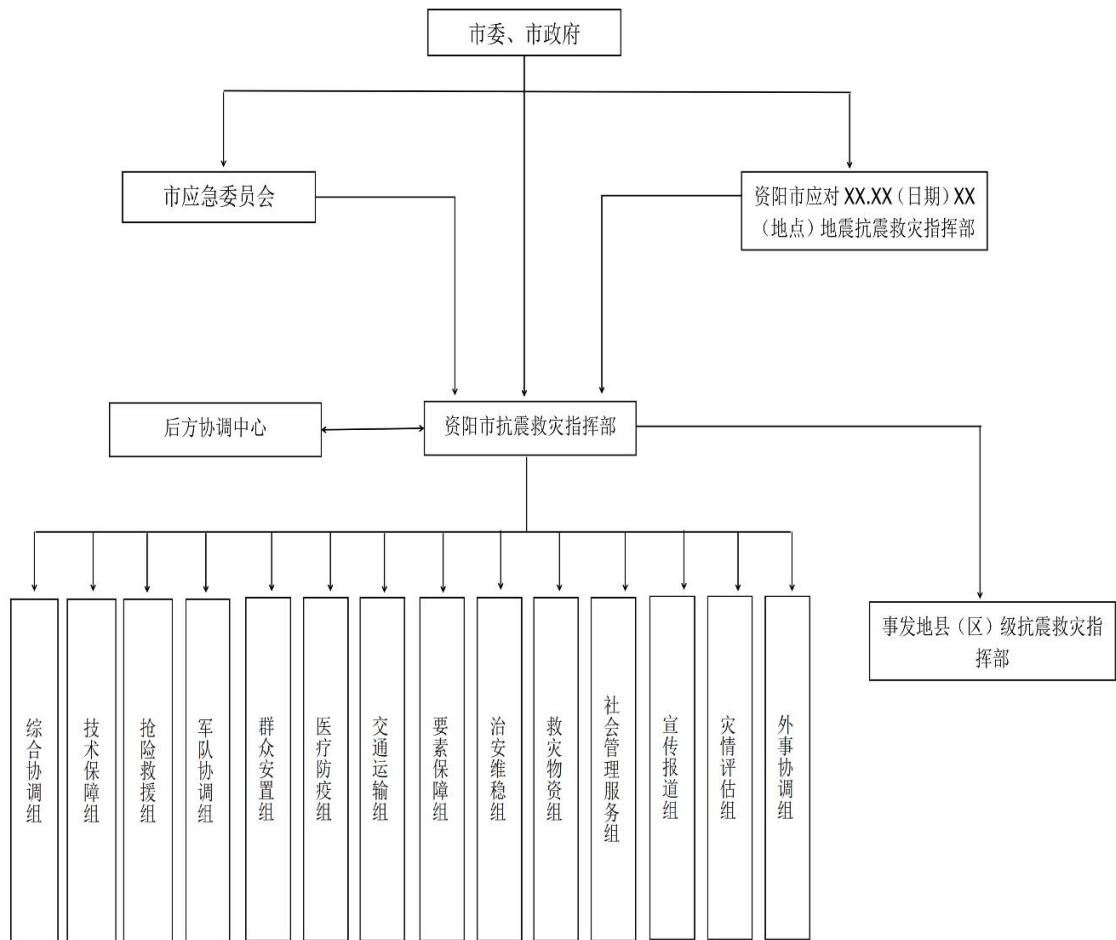 市委、市政府
市应急委员会
资阳市应对 XX.XX（日期）XX
（地点）地震抗震救灾指挥部
后方协调中心
资阳市抗震救灾指挥部
事发地县（区）级抗震救灾指
挥部
综合协调组
技术保障组
抢险救援组
军队协调组
群众安置组
医疗防疫组
交通运输组
要素保障组
治安维稳组
救灾物资组
社会管理服务组
宣传报道组
灾情评估组
外事协调组